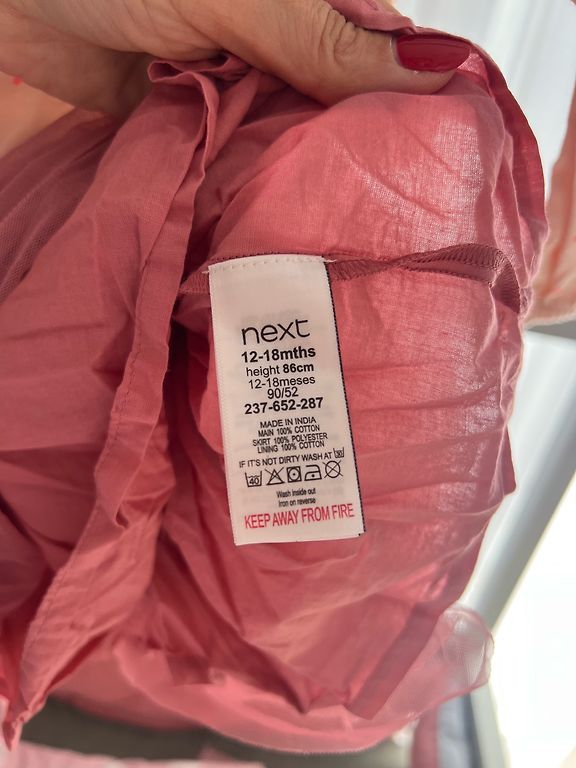 next
12-18mths
height 86cm
12-18meses
90/52
237-652-287
MADE IN INDIA
MAIN 100% COTTON
SKIRT 100% POLYESTER
LINING 100% COTTON
IF IT'S NOT DIRTY WASH AT 30
40
Wash inside out
Iron on reverse
KEEP AWAY FROM FIRE